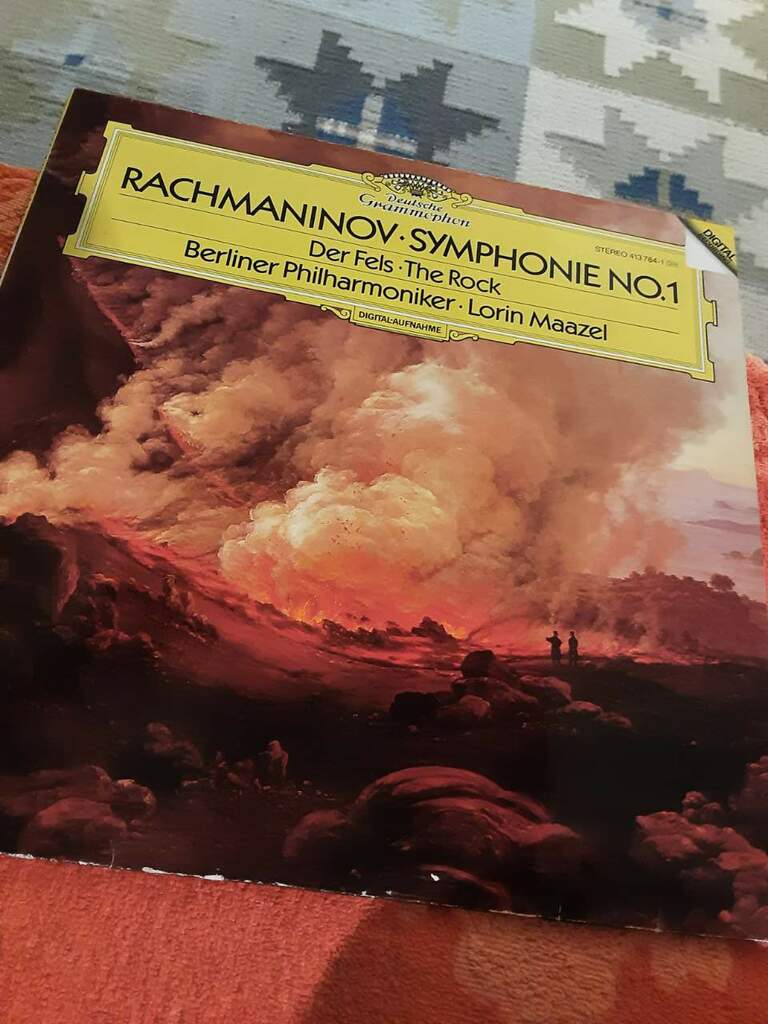 Deutsche
Grammophon
RACHMANINOV · SYMPHONIE NO.1
STEREO 413 784-1
DIGITAL
Der Fels · The Rock
Berliner Philharmoniker · Lorin Maazel
DIGITAL-AUFNAHME